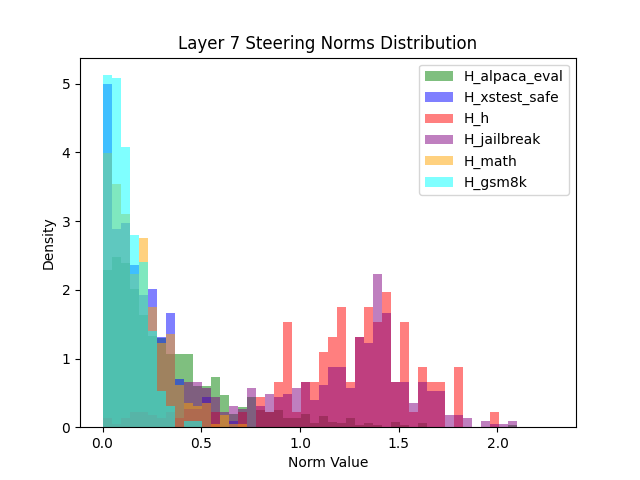 Layer 7 Steering Norms Distribution
H_alpaca_eval
H_xstest_safe
H_h
H_jailbreak
H_math
H_gsm8k
Density
5
4
3
2
1
0
0.0
0.5
1.0
1.5
2.0
Norm Value